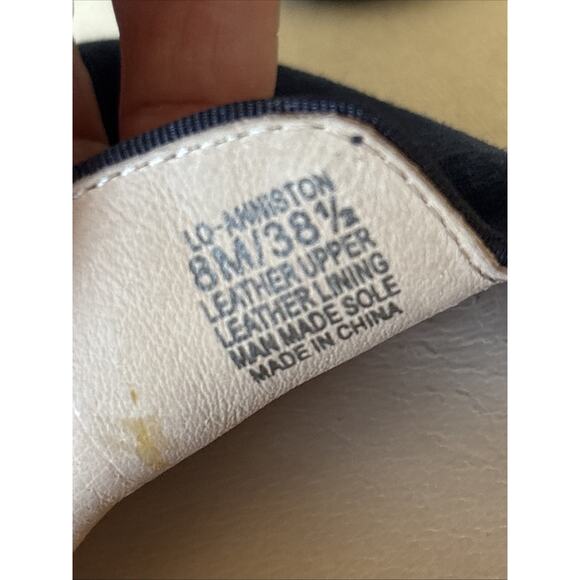 LO-ANNISTON
8M/38½
LEATHER UPPER
LEATHER LINING
MAN MADE SOLE
MADE IN CHINA